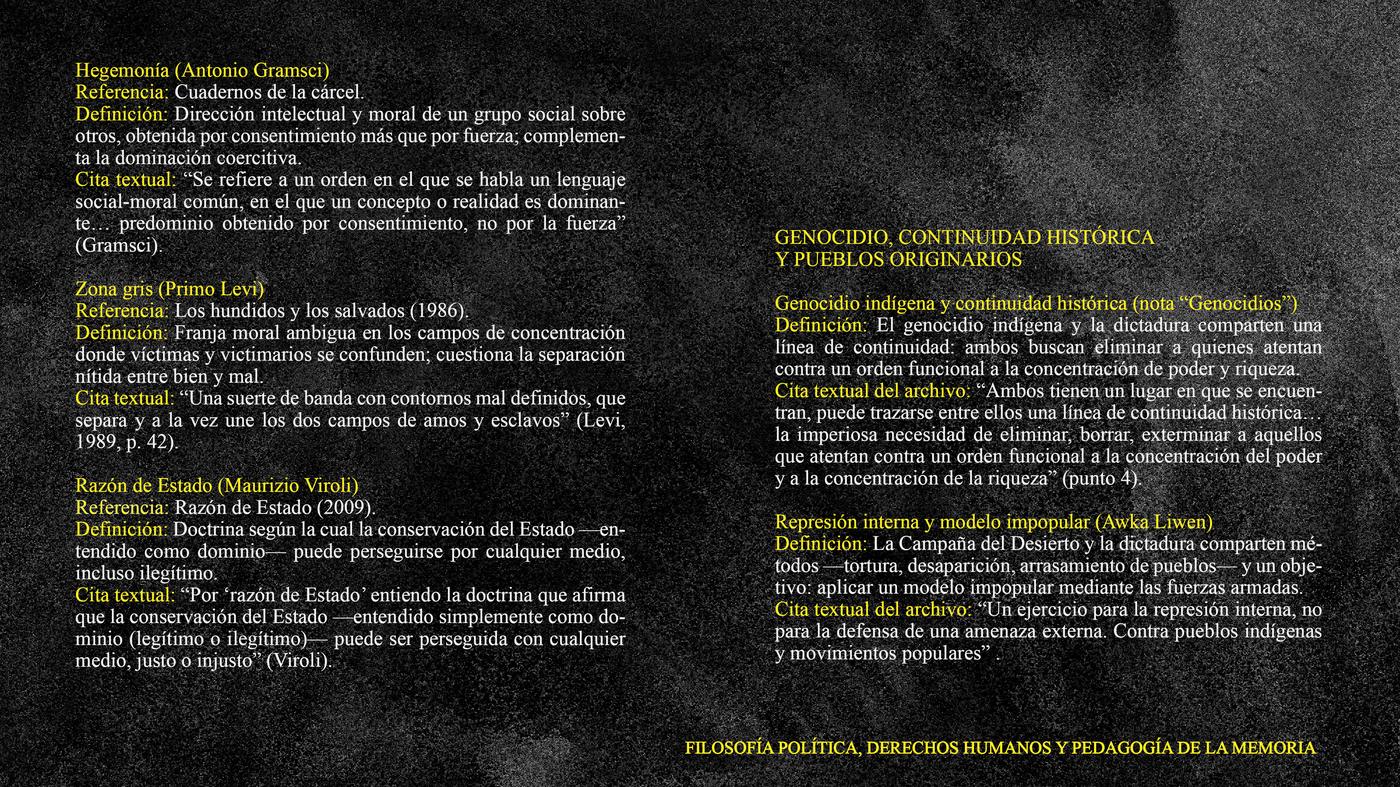 Hegemonía (Antonio Gramsci)
Referencia: Cuadernos de la cárcel.
Definición: Dirección intelectual y moral de un grupo social sobre
otros, obtenida por consentimiento más que por fuerza; complemen-
ta la dominación coercitiva.
Cita textual: “Se refiere a un orden en el que se habla un lenguaje
social-moral común, en el que un concepto o realidad es dominan-
te… predominio obtenido por consentimiento, no por la fuerza”
(Gramsci).
Zona gris (Primo Levi)
Referencia: Los hundidos y los salvados (1986).
Definición: Franja moral ambigua en los campos de concentración
donde víctimas y victimarios se confunden; cuestiona la separación
nítida entre bien y mal.
Cita textual: “Una suerte de banda con contornos mal definidos, que
separa y a la vez une los dos campos de amos y esclavos” (Levi,
1989, p. 42).
Razón de Estado (Maurizio Viroli)
Referencia: Razón de Estado (2009).
Definición: Doctrina según la cual la conservación del Estado —en-
tendido como dominio— puede perseguirse por cualquier medio,
incluso ilegítimo.
Cita textual: “Por ‘razón de Estado’ entiendo la doctrina que afirma
que la conservación del Estado —entendido simplemente como do-
minio (legítimo o ilegítimo)— puede ser perseguida con cualquier
medio, justo o injusto” (Viroli).
GENOCIDIO, CONTINUIDAD HISTÓRICA
Y PUEBLOS ORIGINARIOS
Genocidio indígena y continuidad histórica (nota “Genocidios”)
Definición: El genocidio indígena y la dictadura comparten una
línea de continuidad: ambos buscan eliminar a quienes atentan
contra un orden funcional a la concentración de poder y riqueza.
Cita textual del archivo: “Ambos tienen un lugar en que se encuen-
tran, puede trazarse entre ellos una línea de continuidad histórica…
la imperiosa necesidad de eliminar, borrar, exterminar a aquellos
que atentan contra un orden funcional a la concentración del poder
y a la concentración de la riqueza” (punto 4).
Represión interna y modelo impopular (Awka Liwen)
Definición: La Campaña del Desierto y la dictadura comparten mé-
todos —tortura, desaparición, arrasamiento de pueblos— y un obje-
tivo: aplicar un modelo impopular mediante las fuerzas armadas.
Cita textual del archivo: “Un ejercicio para la represión interna, no
para la defensa de una amenaza externa. Contra pueblos indígenas
y movimientos populares” .
FILOSOFÍA POLÍTICA, DERECHOS HUMANOS Y PEDAGOGÍA DE LA MEMORIA